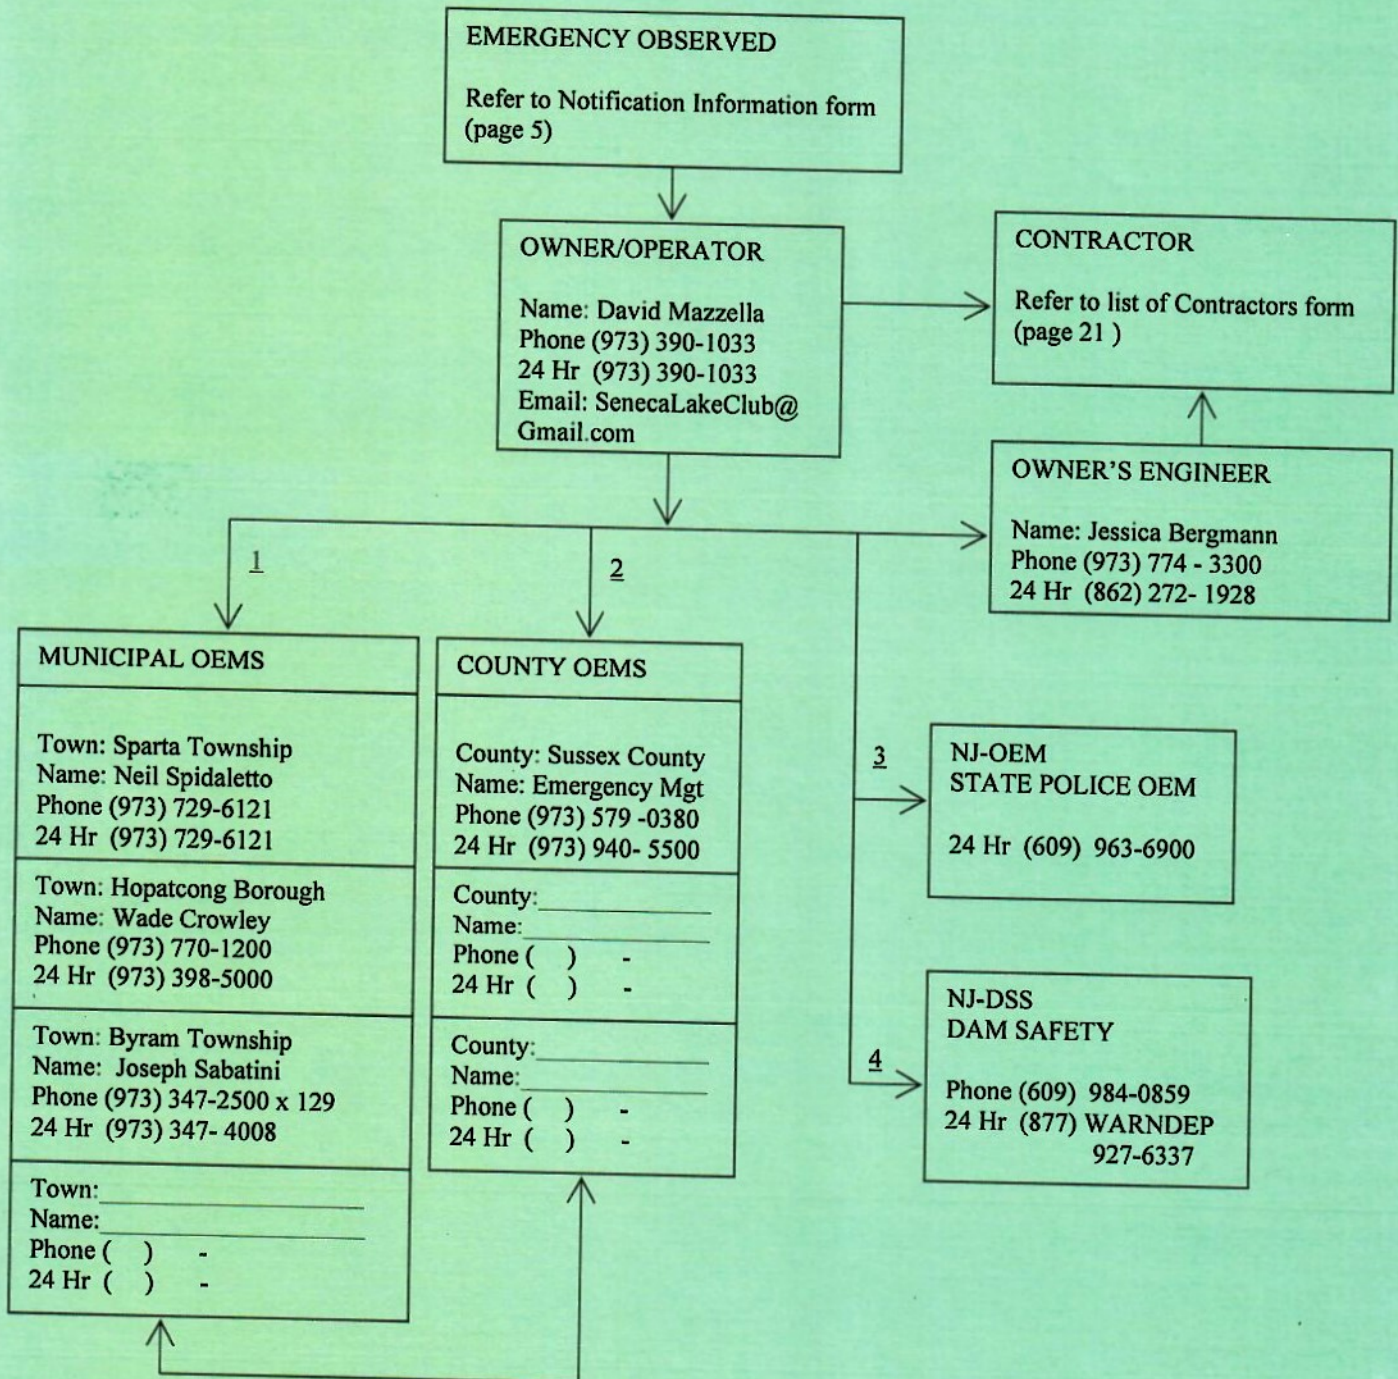 EMERGENCY OBSERVED
Refer to Notification Information form
(page 5)
OWNER/OPERATOR
Name: David Mazzella
Phone (973) 390-1033
24 Hr (973) 390-1033
Email: SenecaLakeClub@
Gmail.com
CONTRACTOR
Refer to list of Contractors form
(page 21 )
OWNER'S ENGINEER
Name: Jessica Bergmann
Phone (973) 774 - 3300
24 Hr (862) 272- 1928
1
2
MUNICIPAL OEMS
Town: Sparta Township
Name: Neil Spidaletto
Phone (973) 729-6121
24 Hr (973) 729-6121
Town: Hopatcong Borough
Name: Wade Crowley
Phone (973) 770-1200
24 Hr (973) 398-5000
Town: Byram Township
Name: Joseph Sabatini
Phone (973) 347-2500 x 129
24 Hr (973) 347- 4008
Town:
Name:
Phone ( ) -
24 Hr ( ) -
COUNTY OEMS
County: Sussex County
Name: Emergency Mgt
Phone (973) 579 -0380
24 Hr (973) 940- 5500
County:
Name:
Phone ( ) -
24 Hr ( ) -
County:
Name:
Phone ( ) -
24 Hr ( ) -
3
NJ-OEM
STATE POLICE OEM
24 Hr (609) 963-6900
4
NJ-DSS
DAM SAFETY
Phone (609) 984-0859
24 Hr (877) WARNDEP
927-6337